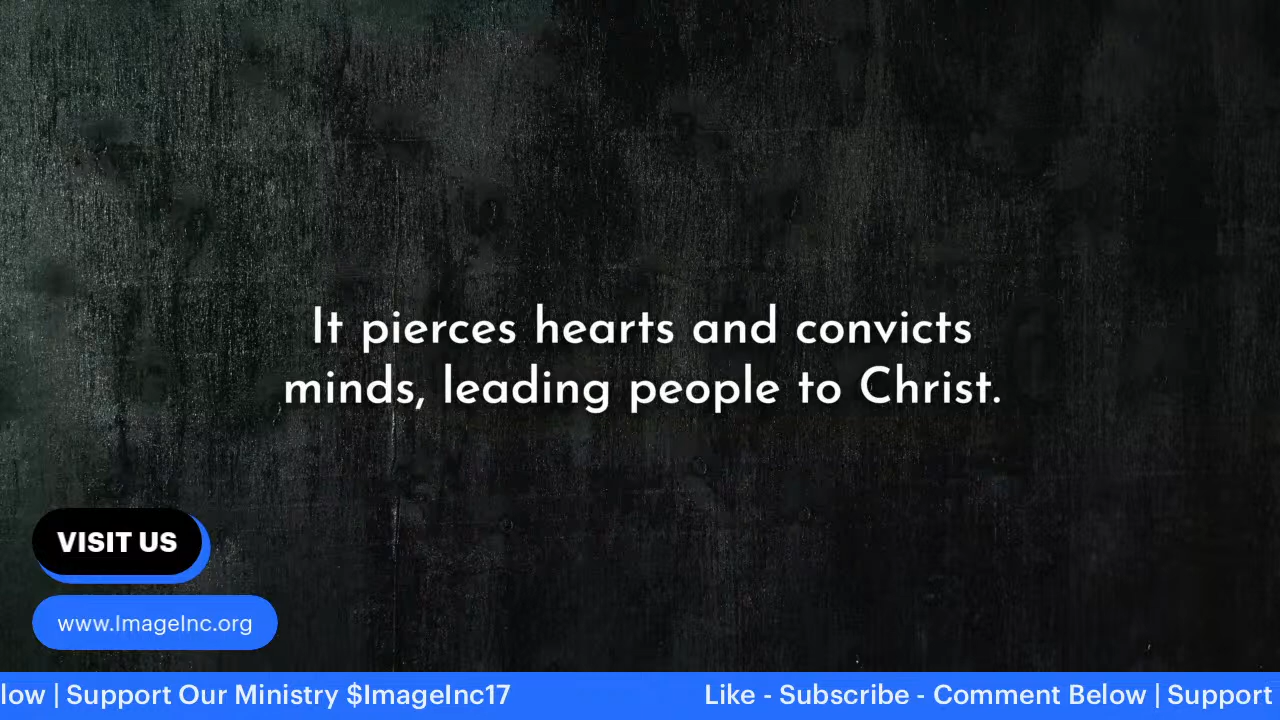 It pierces hearts and convicts
minds, leading people to Christ.
VISIT US
www.ImageInc.org
low | Support Our Ministry $ImageInc17
Like - Subscribe - Comment Below | Support